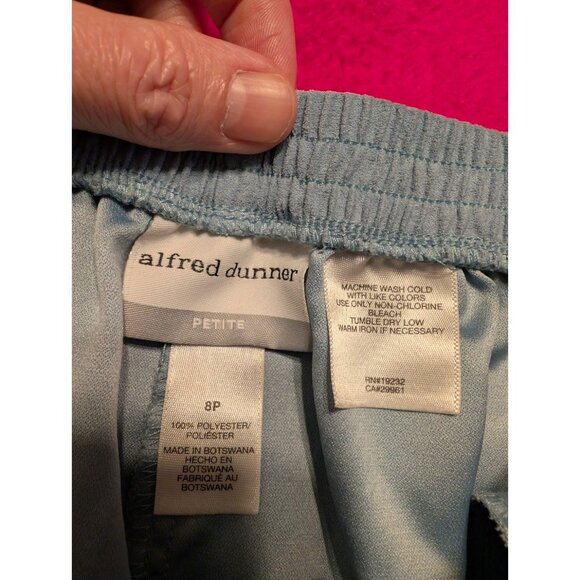 alfred dunner
PETITE
8P
100% POLYESTER/
POLIÉSTER
MADE IN BOTSWANA
HECHO EN
BOTSWANA
FABRIQUÉ AU
BOTSWANA
MACHINE WASH COLD
WITH LIKE COLORS
USE ONLY NON-CHLORINE
BLEACH
TUMBLE DRY LOW
WARM IRON IF NECESSARY
RN#19232
CA#29961